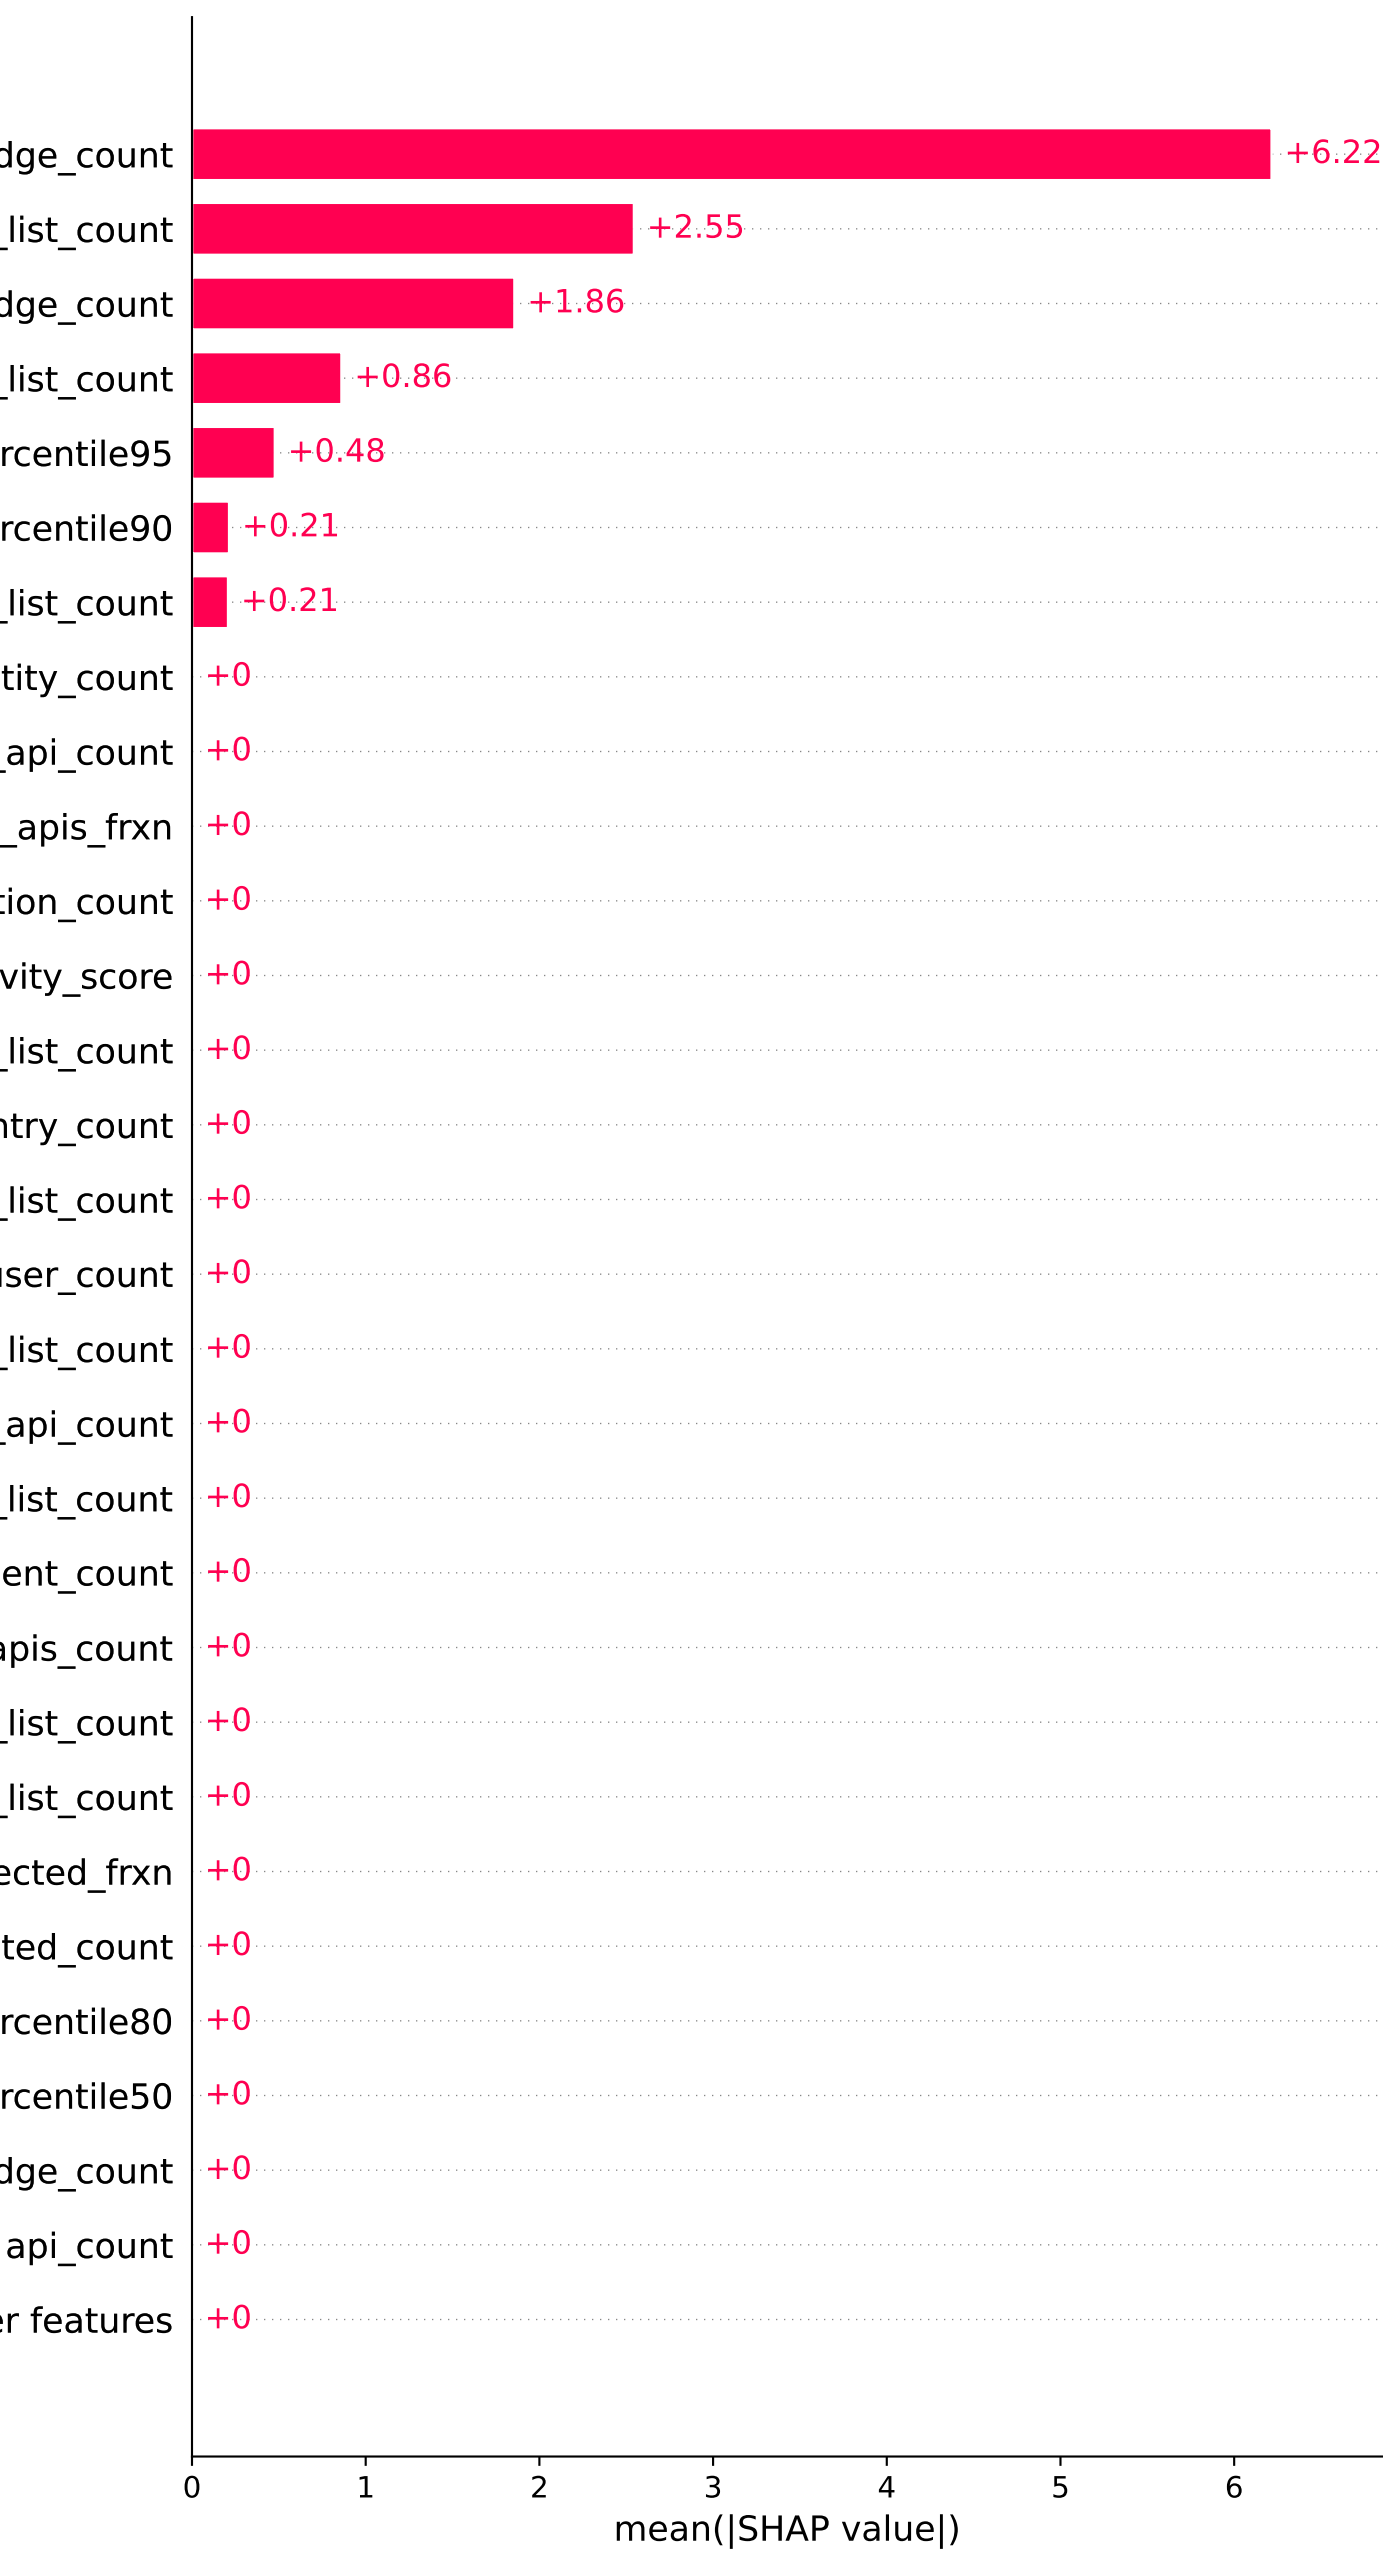 dge_count +6.22
_list_count +2.55
dge_count +1.86
_list_count +0.86
rcentile95 +0.48
rcentile90 +0.21
_list_count +0.21
tity_count +0
_api_count +0
_apis_frxn +0
tion_count +0
vity_score +0
_list_count +0
ntry_count +0
_list_count +0
user_count +0
_list_count +0
_api_count +0
_list_count +0
ent_count +0
apis_count +0
_list_count +0
_list_count +0
ected_frxn +0
ted_count +0
rcentile80 +0
rcentile50 +0
dge_count +0
api_count +0
er features +0
0 1 2 3 4 5 6
mean(|SHAP value|)